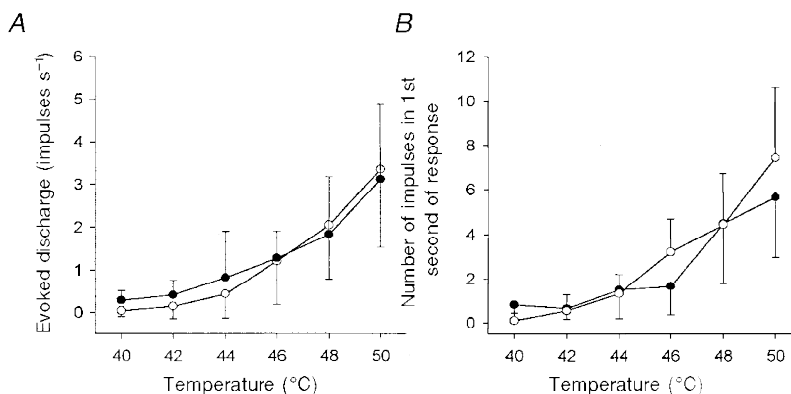 A
Evoked discharge (impulses s⁻¹)
6
5
4
3
2
1
0
40 42 44 46 48 50
Temperature (°C)
B
Number of impulses in 1st
second of response
12
10
8
6
4
2
0
40 42 44 46 48 50
Temperature (°C)